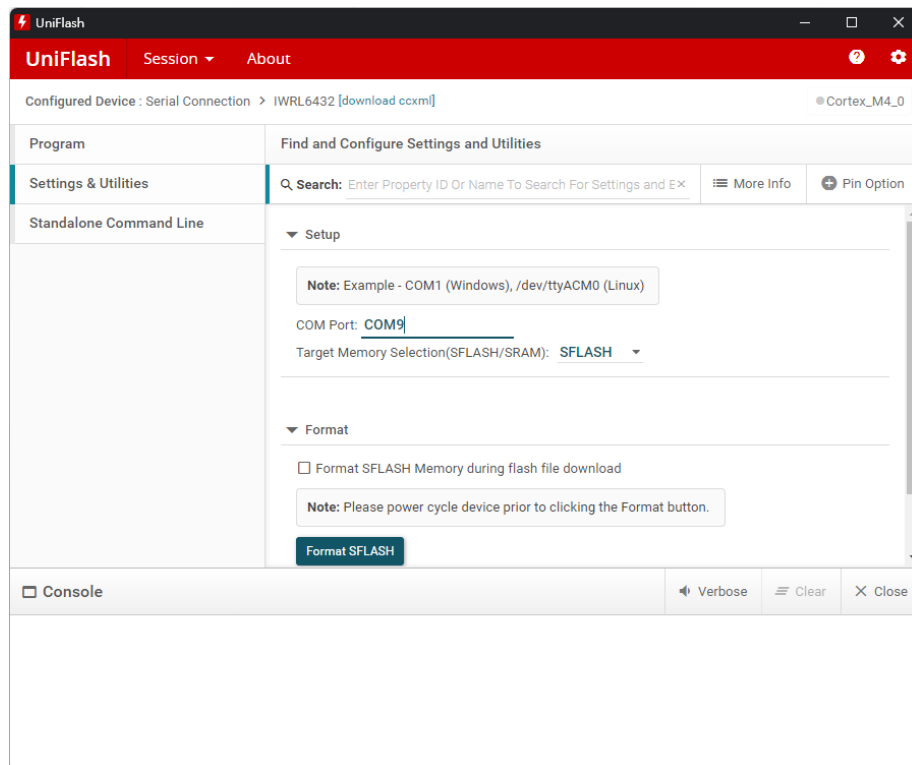 UniFlash
UniFlash Session About
Configured Device : Serial Connection > IWRL6432 [download ccxml] Cortex_M4_0
Program
Settings & Utilities
Standalone Command Line
Find and Configure Settings and Utilities
Search: Enter Property ID Or Name To Search For Settings and E× More Info Pin Option
Setup
Note: Example - COM1 (Windows), /dev/ttyACM0 (Linux)
COM Port: COM9
Target Memory Selection(SFLASH/SRAM): SFLASH
Format
Format SFLASH Memory during flash file download
Note: Please power cycle device prior to clicking the Format button.
Format SFLASH
Console Verbose Clear Close